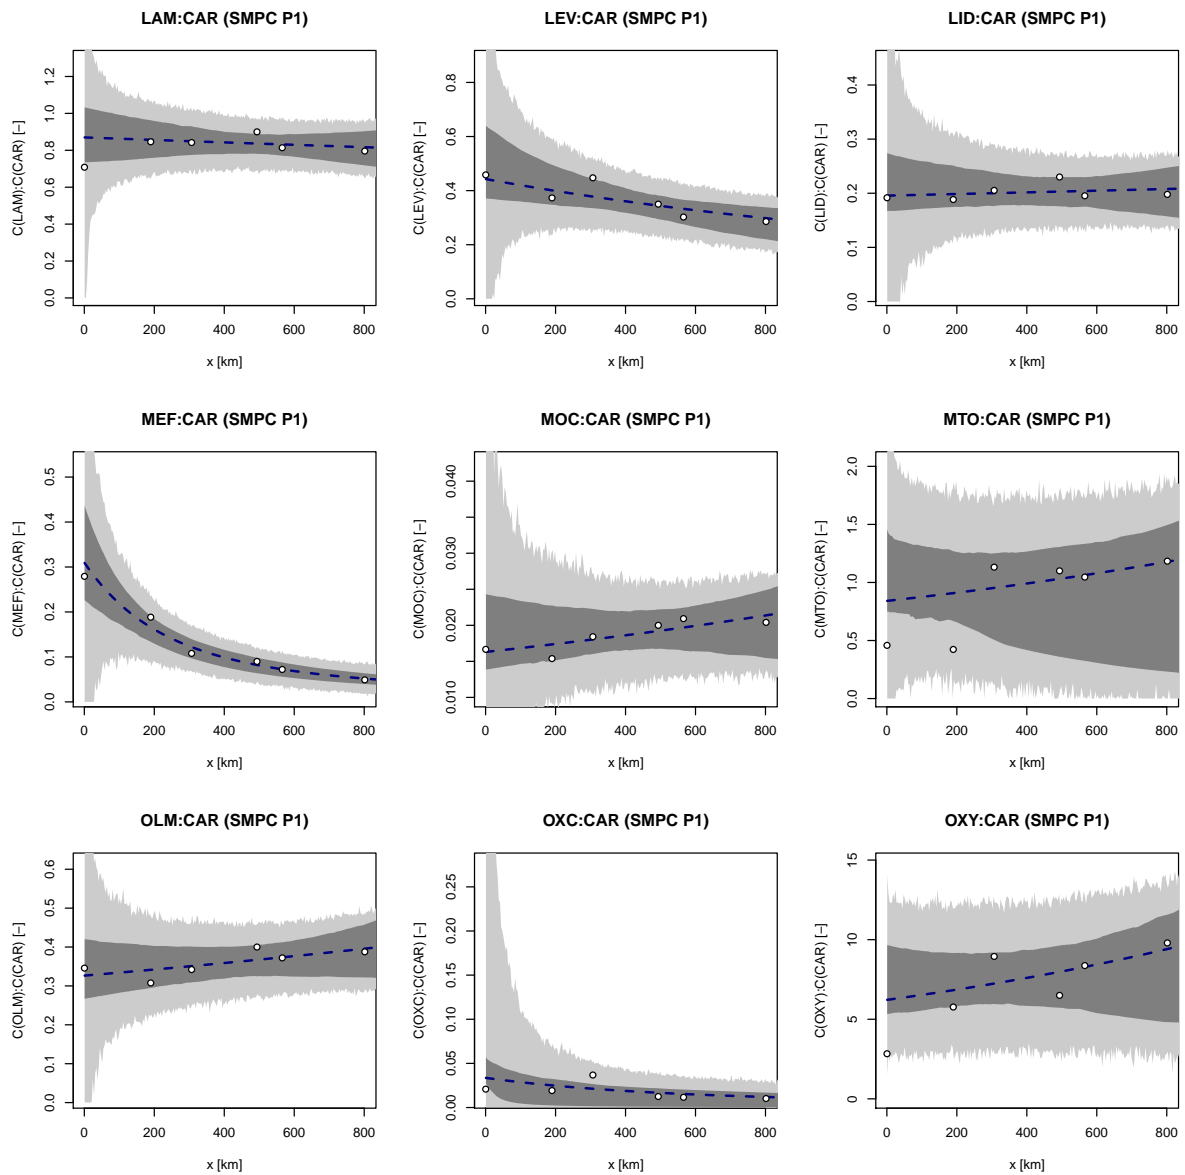 LAM:CAR (SMPC P1)
C(LAM):C(CAR) [−]
0.0 0.2 0.4 0.6 0.8 1.0 1.2
0 200 400 600 800
x [km]
LEV:CAR (SMPC P1)
C(LEV):C(CAR) [−]
0.0 0.2 0.4 0.6 0.8
0 200 400 600 800
x [km]
LID:CAR (SMPC P1)
C(LID):C(CAR) [−]
0.0 0.1 0.2 0.3 0.4
0 200 400 600 800
x [km]
MEF:CAR (SMPC P1)
C(MEF):C(CAR) [−]
0.0 0.1 0.2 0.3 0.4 0.5
0 200 400 600 800
x [km]
MOC:CAR (SMPC P1)
C(MOC):C(CAR) [−]
0.010 0.020 0.030 0.040
0 200 400 600 800
x [km]
MTO:CAR (SMPC P1)
C(MTO):C(CAR) [−]
0.0 0.5 1.0 1.5 2.0
0 200 400 600 800
x [km]
OLM:CAR (SMPC P1)
C(OLM):C(CAR) [−]
0.0 0.1 0.2 0.3 0.4 0.5 0.6
0 200 400 600 800
x [km]
OXC:CAR (SMPC P1)
C(OXC):C(CAR) [−]
0.00 0.05 0.10 0.15 0.20 0.25
0 200 400 600 800
x [km]
OXY:CAR (SMPC P1)
C(OXY):C(CAR) [−]
0 5 10 15
0 200 400 600 800
x [km]